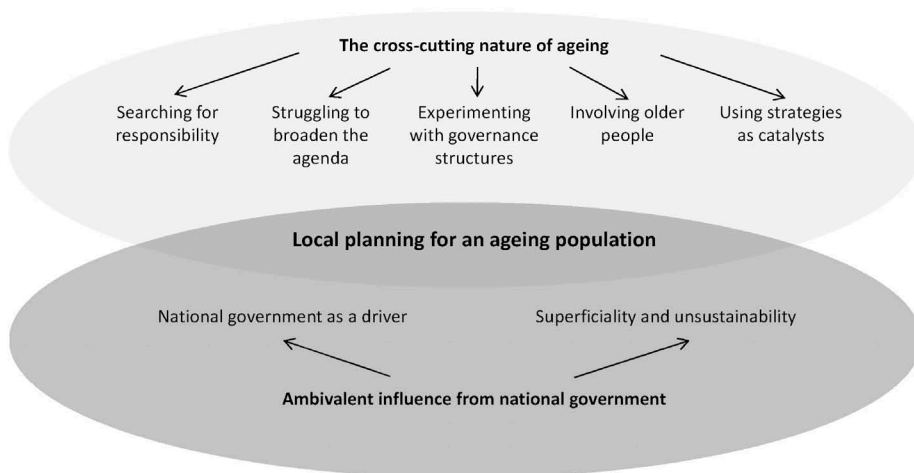 The cross-cutting nature of ageing
Searching for
responsibility
Struggling to
broaden the
agenda
Experimenting
with governance
structures
Involving older
people
Using strategies
as catalysts
Local planning for an ageing population
National government as a driver
Superficiality and unsustainability
Ambivalent influence from national government